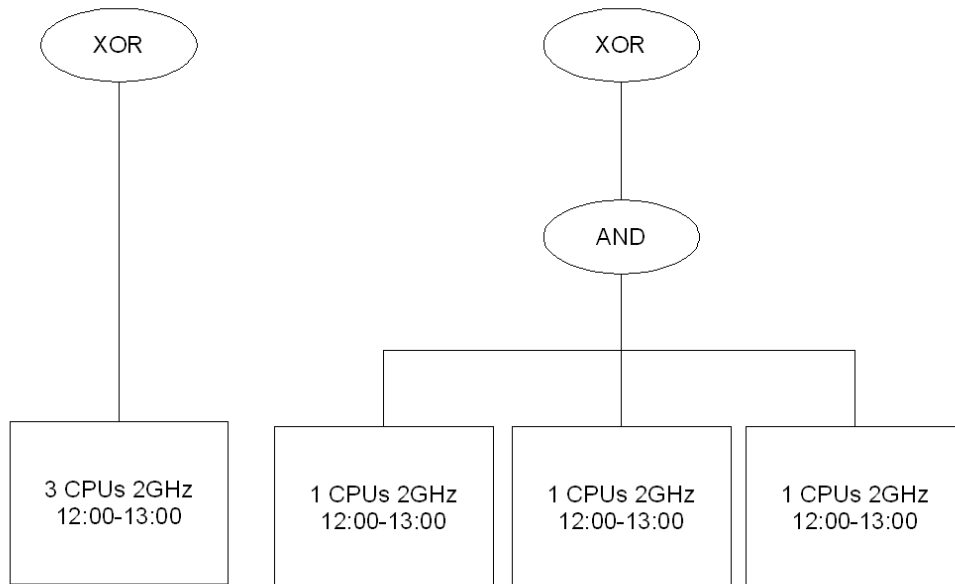 XOR
XOR
AND
3 CPUs 2GHz
12:00-13:00
1 CPUs 2GHz
12:00-13:00
1 CPUs 2GHz
12:00-13:00
1 CPUs 2GHz
12:00-13:00